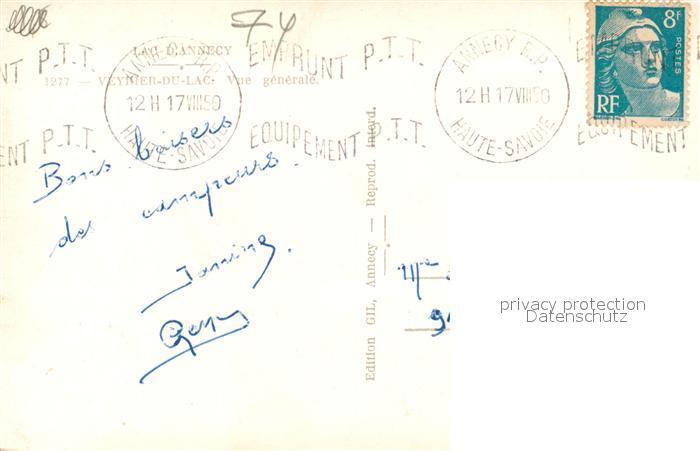 74
LAC D'ANNECY
1277 — VEYRIER-DU-LAC. Vue générale.
P.T.T.
ANNECY R.P.
12 H 17 VIII 50
HAUTE-SAVOIE
EMPRUNT P.T.T.
EQUIPEMENT P.T.T.
ANNECY R.P.
12 H 17 VIII 50
HAUTE-SAVOIE
EQUIPEMENT
8F
POSTES
RF
Bons baisers
des campeurs.
Janine
Edition GIL, Annecy — Reprod. interd.
Mme
privacy protection
Datenschutz